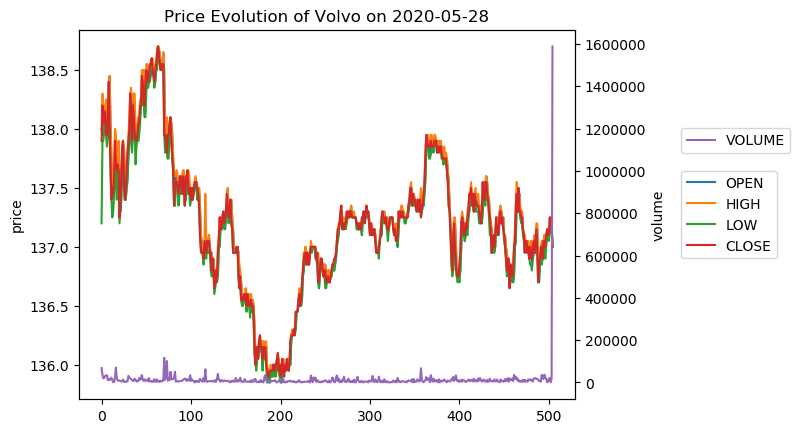 Price Evolution of Volvo on 2020-05-28
138.5
138.0
137.5
137.0
136.5
136.0
price
0
100
200
300
400
500
1600000
1400000
1200000
1000000
800000
600000
400000
200000
0
volume
VOLUME
OPEN
HIGH
LOW
CLOSE